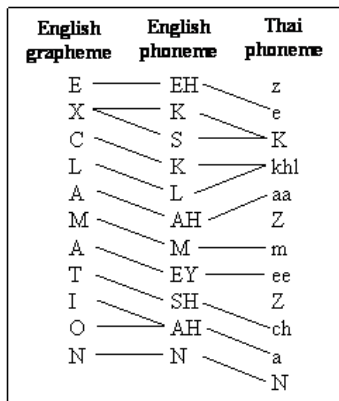 English grapheme English phoneme Thai phoneme
E EH z
X K e
C S K
L K khl
A L aa
M AH Z
A M m
T EY ee
I SH Z
O AH ch
N N a
N